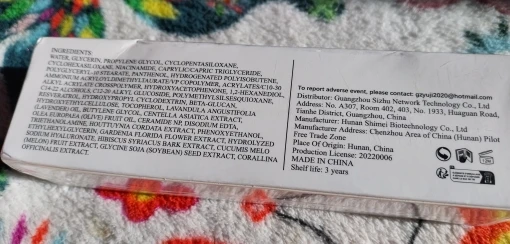 INGREDIENTS:
WATER, GLYCERIN, PROPYLENE GLYCOL, CYCLOPENTASILOXANE,
CYCLOHEXASILOXANE, NIACINAMIDE, CAPRYLIC/CAPRIC TRIGLYCERIDE,
POLYGLYCERYL-10 STEARATE, PANTHENOL, HYDROGENATED POLYISOBUTENE,
AMMONIUM ACRYLOYLDIMETHYLTAURATE/VP COPOLYMER, ACRYLATES/C10-30
ALKYL ACRYLATE CROSSPOLYMER, HYDROXYACETOPHENONE, 1,2-HEXANEDIOL,
C14-22 ALCOHOLS, C12-20 ALKYL GLUCOSIDE, POLYMETHYLSILSESQUIOXANE,
RESVERATROL, HYDROXYPROPYL CYCLODEXTRIN, BETA-GLUCAN,
HYDROXYETHYLCELLULOSE, TOCOPHEROL, LAVANDULA ANGUSTIFOLIA
(LAVENDER) OIL, BUTYLENE GLYCOL, CENTELLA ASIATICA EXTRACT,
OLEA EUROPAEA (OLIVE) FRUIT OIL, CERAMIDE NP, DISODIUM EDTA,
ETHYLHEXYLGLYCERIN, HOUTTUYNIA CORDATA EXTRACT, PHENOXYETHANOL,
GARDENIA FLORIDA FLOWER EXTRACT, HYDROLYZED
SODIUM HYALURONATE, HIBISCUS SYRIACUS BARK EXTRACT, CUCUMIS MELO
(MELON) FRUIT EXTRACT, GLYCINE SOJA (SOYBEAN) SEED EXTRACT, CORALLINA
OFFICINALIS EXTRACT.
To report adverse event, please contact: gzyuji2020@hotmail.com
Distributor: Guangzhou Sizhu Network Technology Co., Ltd
Address: No. A307, Room 402, 403, No. 1933, Huaguan Road,
Tianhe District, Guangzhou, China
Manufacturer: Hunan Shimei Biotechnology Co., Ltd
Manufacturer Address: Chenzhou Area of China (Hunan) Pilot
Free Trade Zone
Place Of Origin: Hunan, China
Production License: 20220006
MADE IN CHINA
Shelf life: 3 years